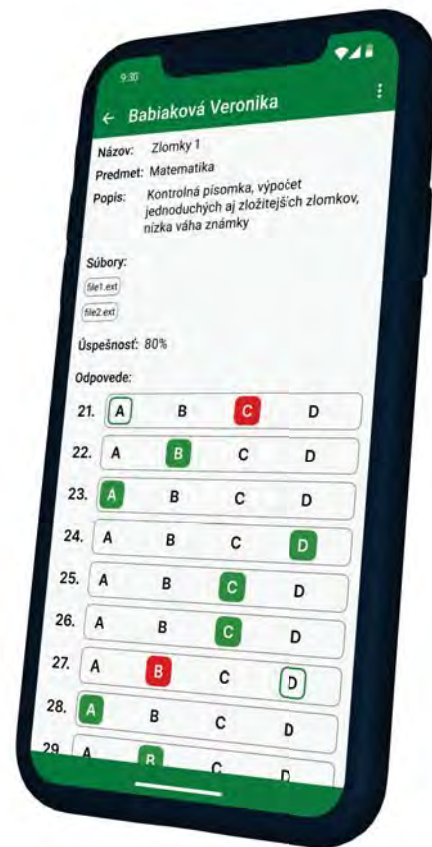 9:30
← Babiaková Veronika
Názov: Zlomky 1
Predmet: Matematika
Popis: Kontrolná písomka, výpočet
jednoduchých aj zložitejších zlomkov,
nízka váha známky
Súbory:
file1.ext
file2.ext
Úspešnosť: 80%
Odpovede:
21. A B C D
22. A B C D
23. A B C D
24. A B C D
25. A B C D
26. A B C D
27. A B C D
28. A B C D
29 A B C D